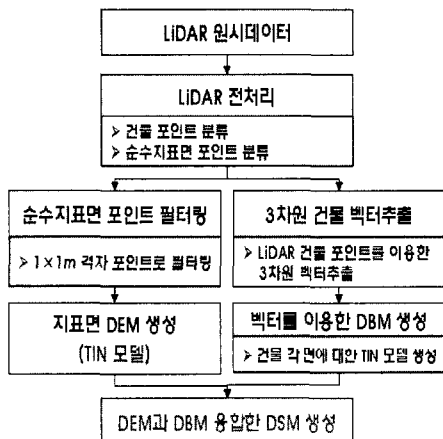 LiDAR 원시데이터
LiDAR 전처리
➢ 건물 포인트 분류
➢ 순수지표면 포인트 분류
순수지표면 포인트 필터링
➢ 1×1m 격자 포인트로 필터링
3차원 건물 벡터추출
➢ LiDAR 건물 포인트를 이용한
3차원 벡터추출
지표면 DEM 생성
(TIN 모델)
벡터를 이용한 DBM 생성
➢ 건물 각 면에 대한 TIN 모델 생성
DEM과 DBM 융합한 DSM 생성